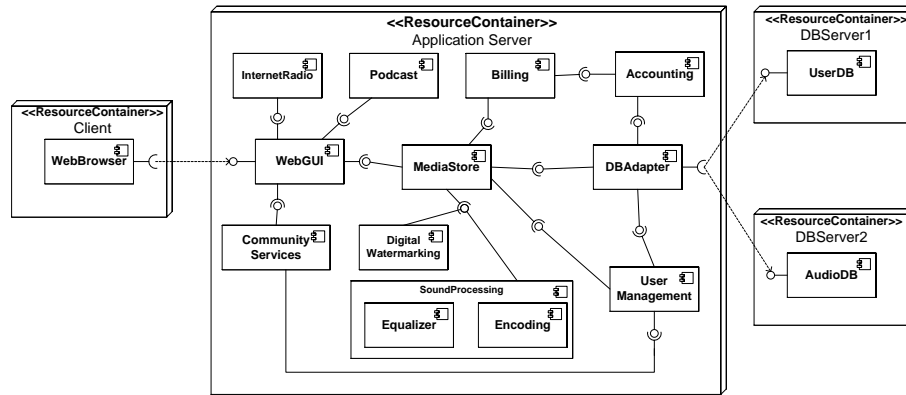 <<ResourceContainer>>
Client
WebBrowser
<<ResourceContainer>>
Application Server
InternetRadio
Podcast
Billing
Accounting
WebGUI
MediaStore
DBAdapter
Community
Services
Digital
Watermarking
SoundProcessing
Equalizer
Encoding
User
Management
<<ResourceContainer>>
DBServer1
UserDB
<<ResourceContainer>>
DBServer2
AudioDB